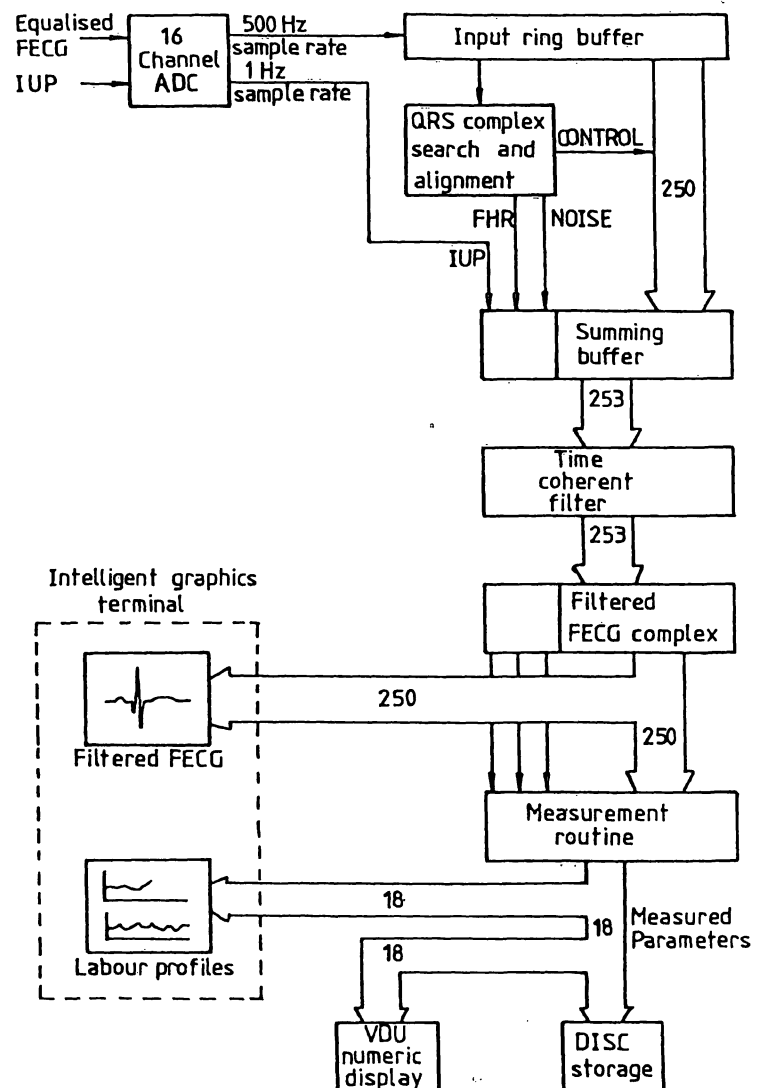 Equalised
FECG
IUP
16
Channel
ADC
500 Hz
sample rate
1 Hz
sample rate
Input ring buffer
QRS complex
search and
alignment
CONTROL
250
FHR
NOISE
IUP
Summing
buffer
253
Time
coherent
filter
253
Filtered
FECG complex
Intelligent graphics
terminal
250
Filtered FECG
250
Measurement
routine
18
Labour profiles
18
Measured
Parameters
18
VDU
numeric
display
DISC
storage